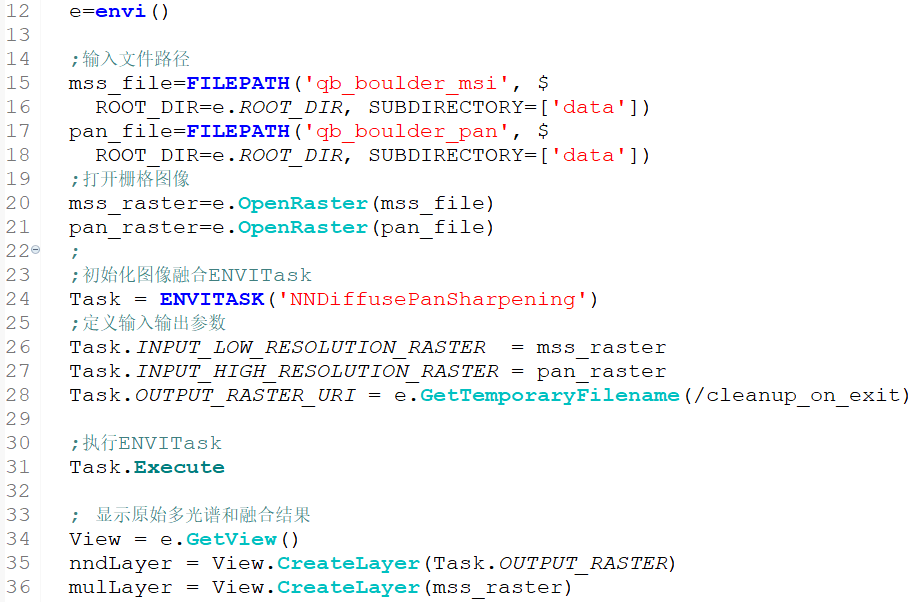 12 e=envi()
13
14 ;输入文件路径
15 mss_file=FILEPATH('qb_boulder_msi', $
16 ROOT_DIR=e.ROOT_DIR, SUBDIRECTORY=['data'])
17 pan_file=FILEPATH('qb_boulder_pan', $
18 ROOT_DIR=e.ROOT_DIR, SUBDIRECTORY=['data'])
19 ;打开栅格图像
20 mss_raster=e.OpenRaster(mss_file)
21 pan_raster=e.OpenRaster(pan_file)
22 ;
23 ;初始化图像融合ENVITask
24 Task = ENVITASK('NNDiffusePanSharpening')
25 ;定义输入输出参数
26 Task.INPUT_LOW_RESOLUTION_RASTER = mss_raster
27 Task.INPUT_HIGH_RESOLUTION_RASTER = pan_raster
28 Task.OUTPUT_RASTER_URI = e.GetTemporaryFilename(/cleanup_on_exit)
29
30 ;执行ENVITask
31 Task.Execute
32
33 ; 显示原始多光谱和融合结果
34 View = e.GetView()
35 nndLayer = View.CreateLayer(Task.OUTPUT_RASTER)
36 mulLayer = View.CreateLayer(mss_raster)